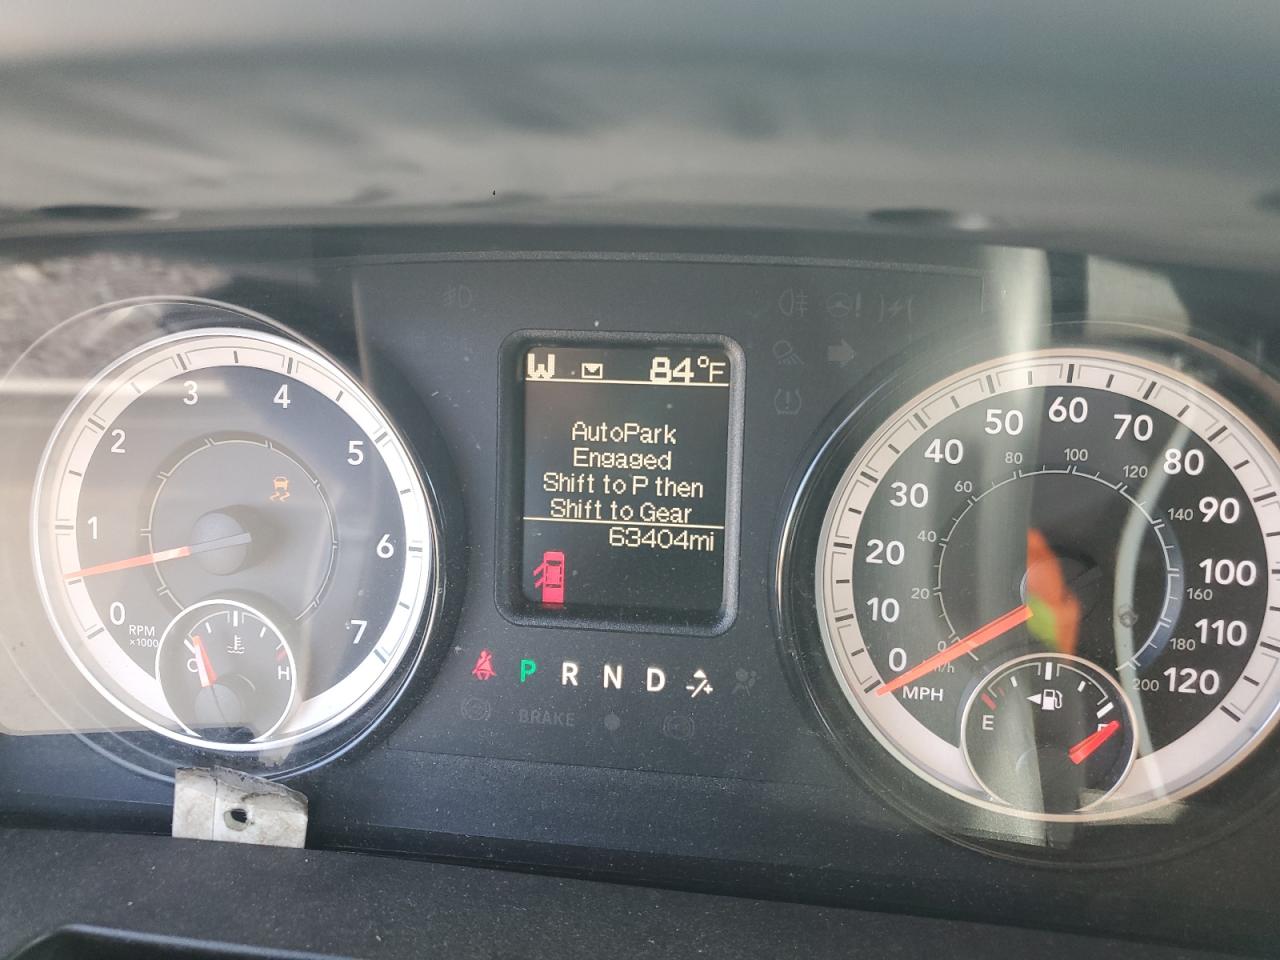 W 84°F
AutoPark
Engaged
Shift to P then
Shift to Gear
63404mi
P R N D
BRAKE
0 1 2 3 4 5 6 7
RPM
x1000
C H
0 10 20 30 40 50 60 70 80 90 100 110 120
MPH
20 40 60 80 100 120 140 160 180 200
km/h
E F